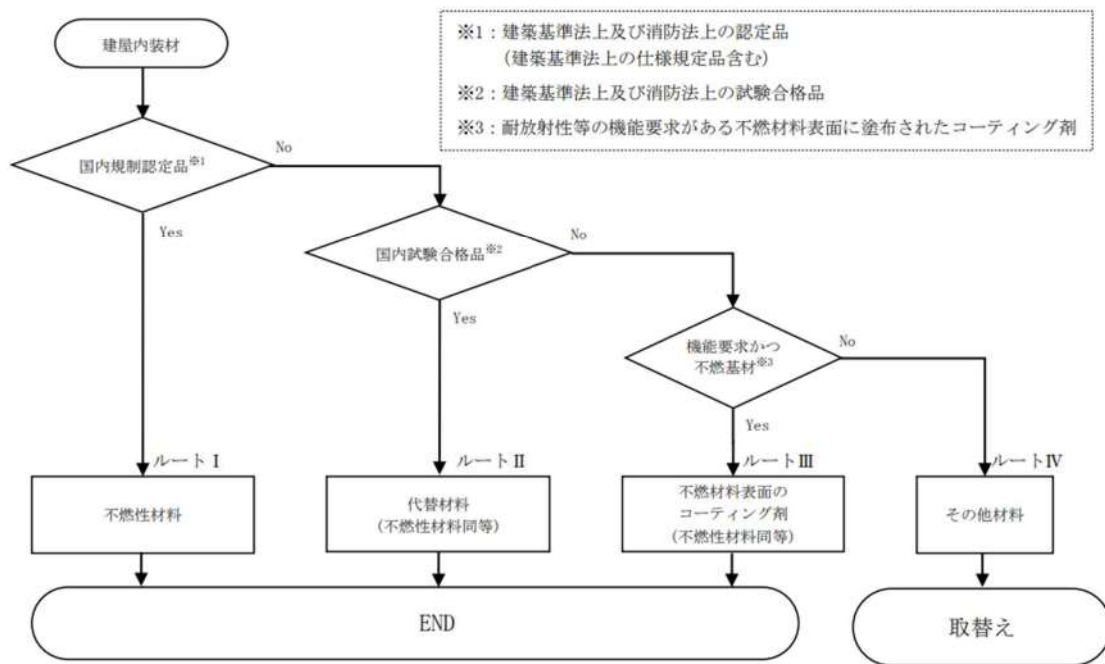 ※1：建築基準法上及び消防法上の認定品
（建築基準法上の仕様規定品含む）
※2：建築基準法上及び消防法上の試験合格品
※3：耐放射性等の機能要求がある不燃材料表面に塗布されたコーティング剤
建屋内装材
国内規制認定品※1
No
Yes
国内試験合格品※2
No
Yes
機能要求かつ
不燃基材※3
No
Yes
ルートⅠ
ルートⅡ
ルートⅢ
ルートⅣ
不燃性材料
代替材料
（不燃性材料同等）
不燃材料表面の
コーティング剤
（不燃性材料同等）
その他材料
END
取替え